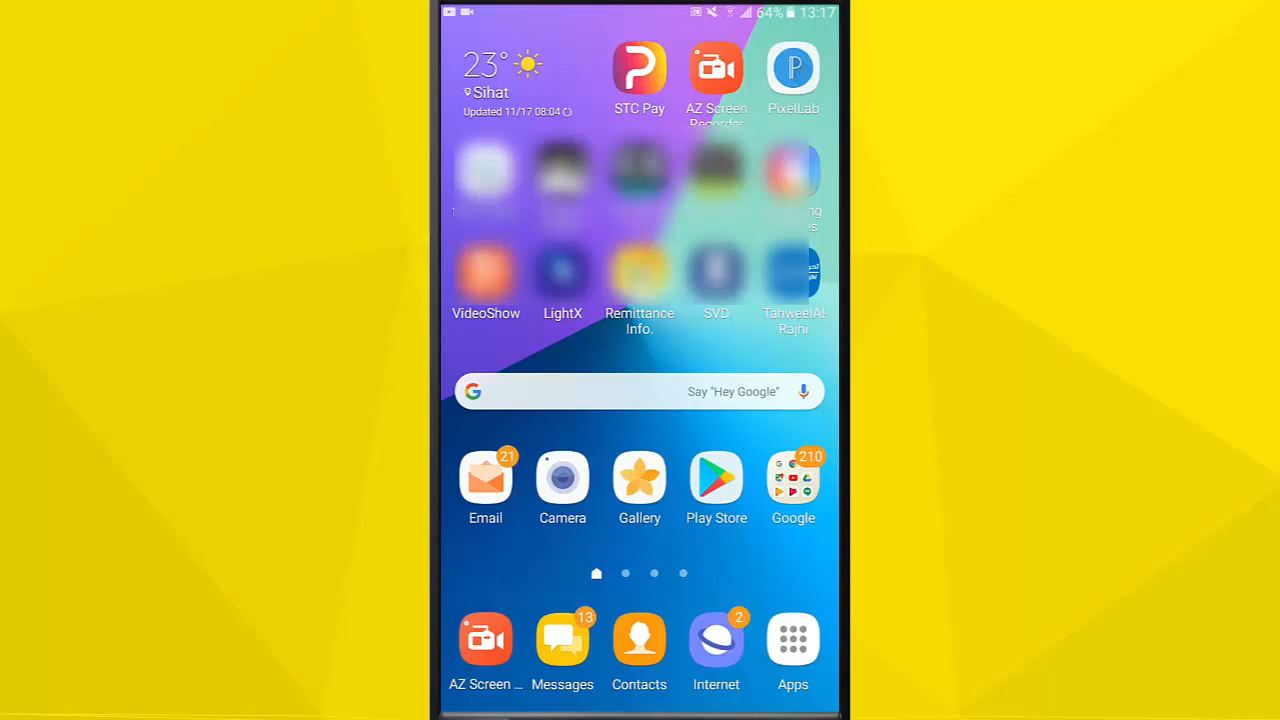 64% 13:17
23°
Sihat
Updated 11/17 08:04
STC Pay
AZ Screen
Recorder
PixelLab
VideoShow
LightX
Remittance
Info.
SVD
TahweelAl-
Rajhi
Say "Hey Google"
21
210
Email
Camera
Gallery
Play Store
Google
13
2
AZ Screen ...
Messages
Contacts
Internet
Apps